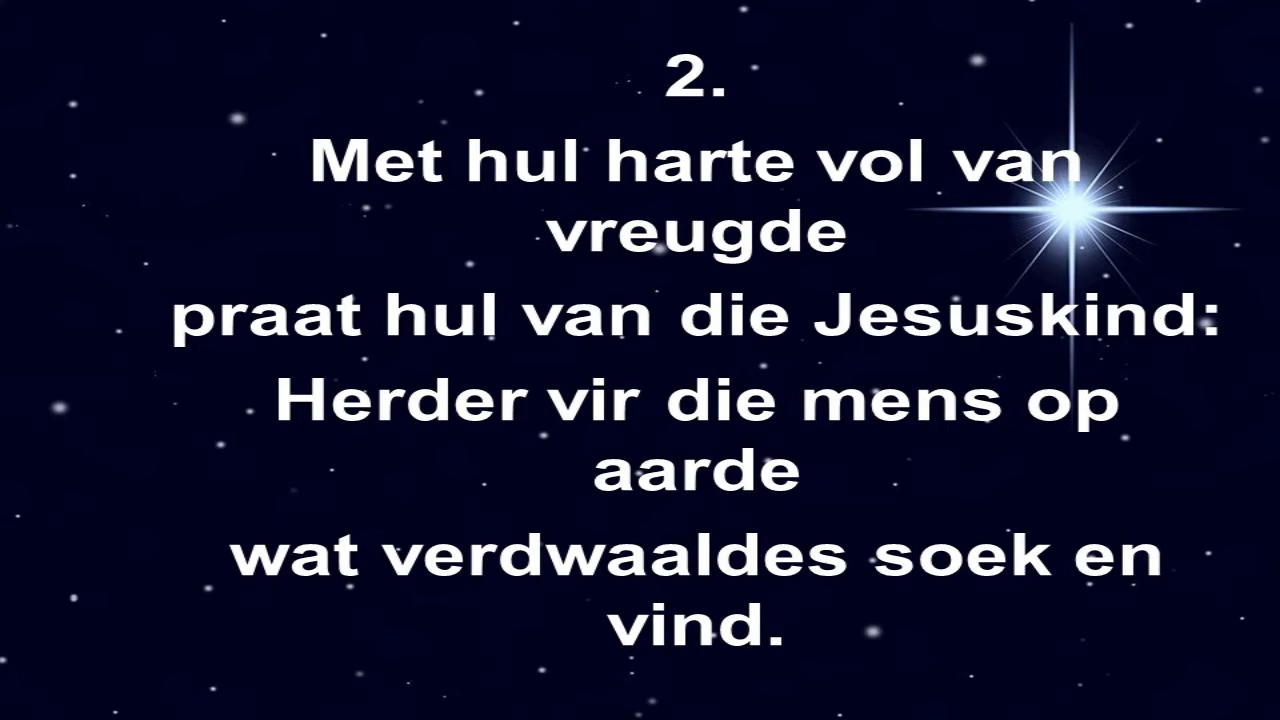 2.
Met hul harte vol van
vreugde
praat hul van die Jesuskind:
Herder vir die mens op
aarde
wat verdwaaldes soek en
vind.